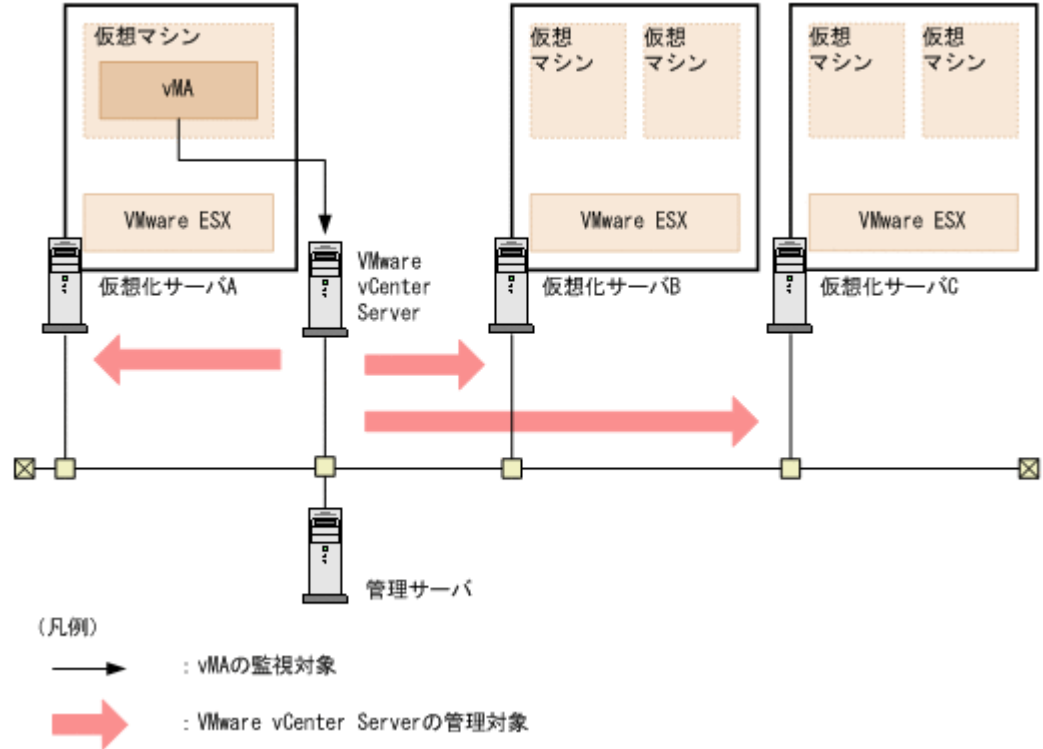 仮想マシン
vMA
VMware ESX
仮想化サーバA
VMware
vCenter
Server
仮想
マシン
仮想
マシン
VMware ESX
仮想化サーバB
仮想
マシン
仮想
マシン
VMware ESX
仮想化サーバC
管理サーバ
(凡例)
：vMAの監視対象
：VMware vCenter Serverの管理対象